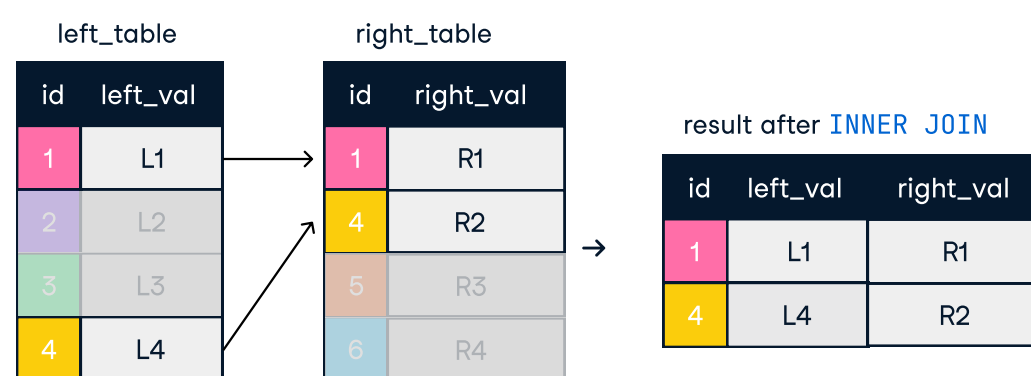 left_table
id left_val
1 L1
2 L2
3 L3
4 L4
right_table
id right_val
1 R1
4 R2
5 R3
6 R4
result after INNER JOIN
id left_val right_val
1 L1 R1
4 L4 R2